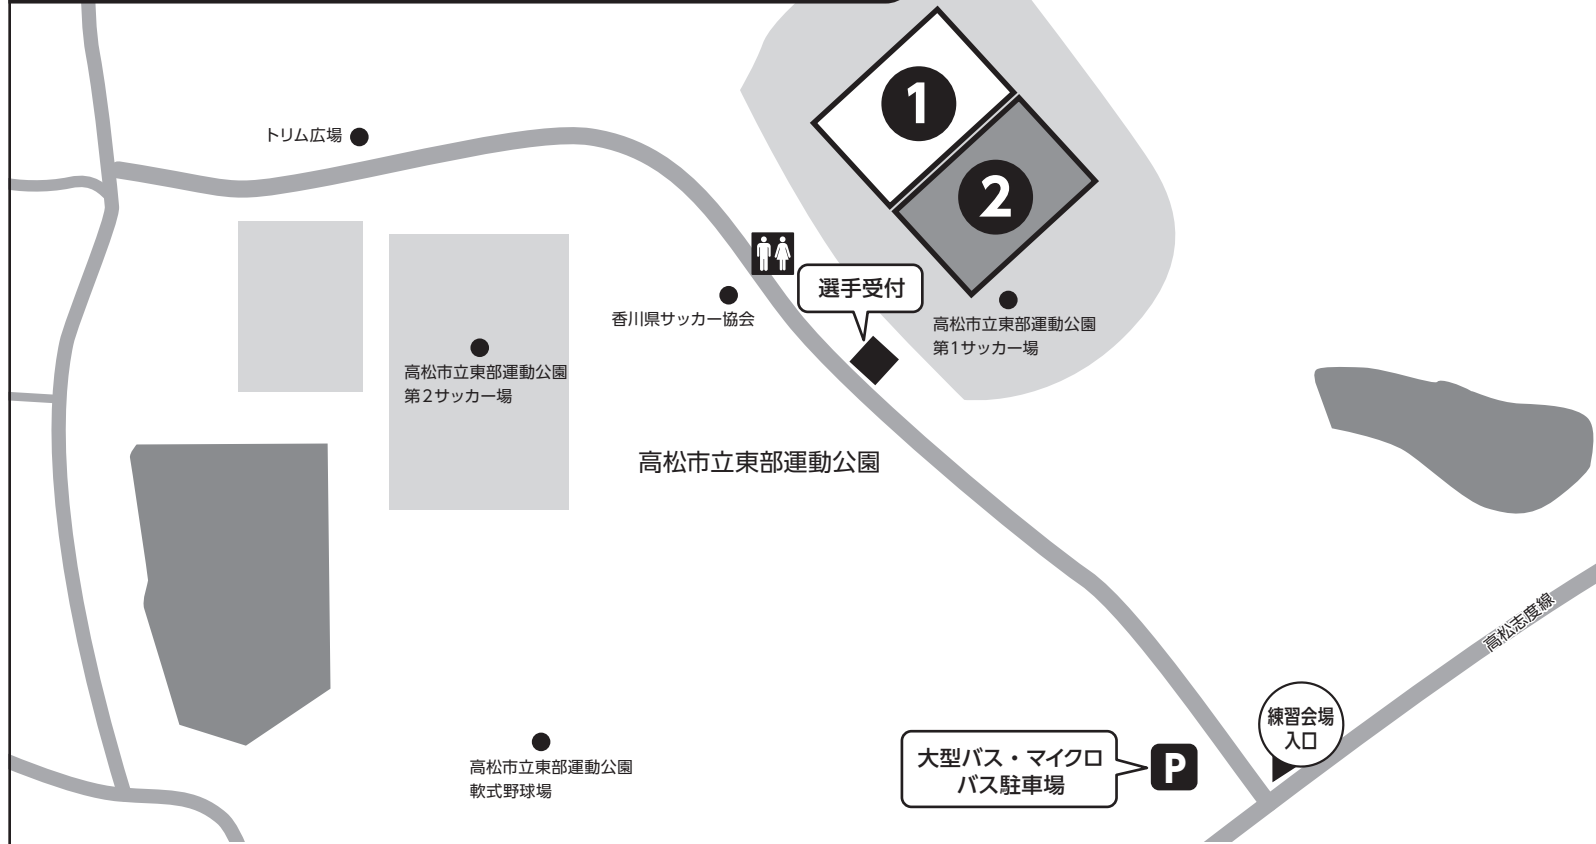 1
トリム広場
2
選手受付
香川県サッカー協会
高松市立東部運動公園
第1サッカー場
高松市立東部運動公園
第2サッカー場
高松市立東部運動公園
高松志度線
練習会場
入口
大型バス・マイクロ
バス駐車場
P
高松市立東部運動公園
軟式野球場